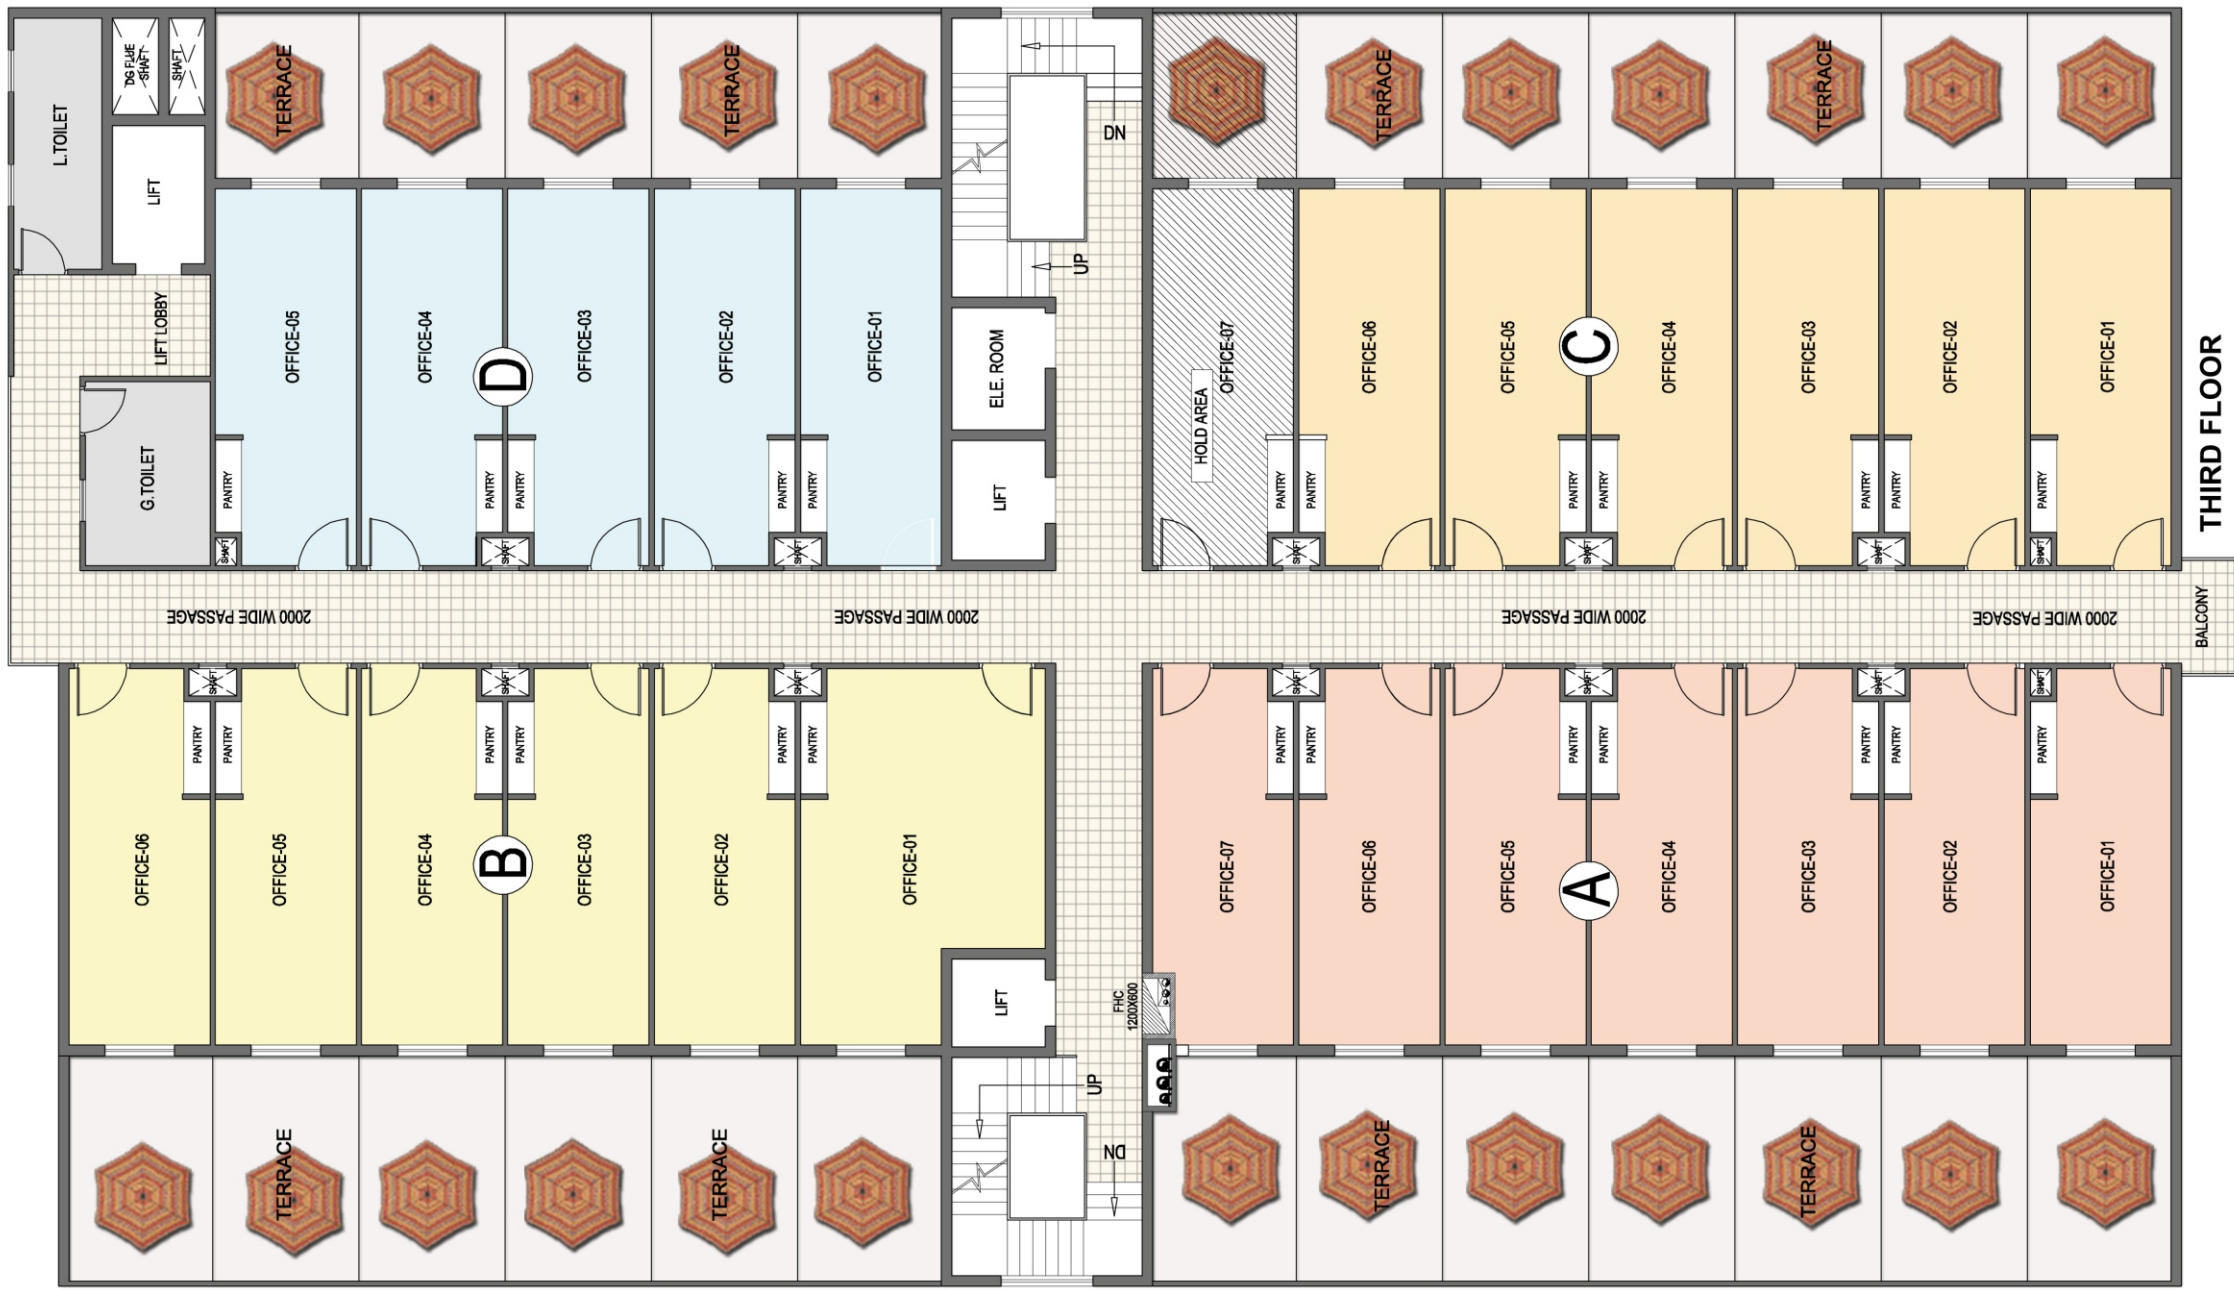 L.TOILET
DG FLUE
SHAFT
SHAFT
LIFT
LIFT LOBBY
G.TOILET
TERRACE
TERRACE
OFFICE-05
OFFICE-04
D
OFFICE-03
OFFICE-02
OFFICE-01
PANTRY
PANTRY
PANTRY
PANTRY
PANTRY
SHAFT
SHAFT
SHAFT
DN
UP
ELE. ROOM
LIFT
TERRACE
TERRACE
OFFICE-07
HOLD AREA
OFFICE-06
OFFICE-05
C
OFFICE-04
OFFICE-03
OFFICE-02
OFFICE-01
PANTRY
PANTRY
PANTRY
PANTRY
PANTRY
PANTRY
PANTRY
SHAFT
SHAFT
SHAFT
SHAFT
THIRD FLOOR
2000 WIDE PASSAGE
2000 WIDE PASSAGE
2000 WIDE PASSAGE
2000 WIDE PASSAGE
BALCONY
SHAFT
SHAFT
SHAFT
PANTRY
PANTRY
PANTRY
PANTRY
PANTRY
PANTRY
OFFICE-06
OFFICE-05
OFFICE-04
B
OFFICE-03
OFFICE-02
OFFICE-01
LIFT
TERRACE
TERRACE
UP
DN
FHC
1200X600
SHAFT
SHAFT
SHAFT
SHAFT
PANTRY
PANTRY
PANTRY
PANTRY
PANTRY
PANTRY
PANTRY
OFFICE-07
OFFICE-06
OFFICE-05
A
OFFICE-04
OFFICE-03
OFFICE-02
OFFICE-01
TERRACE
TERRACE